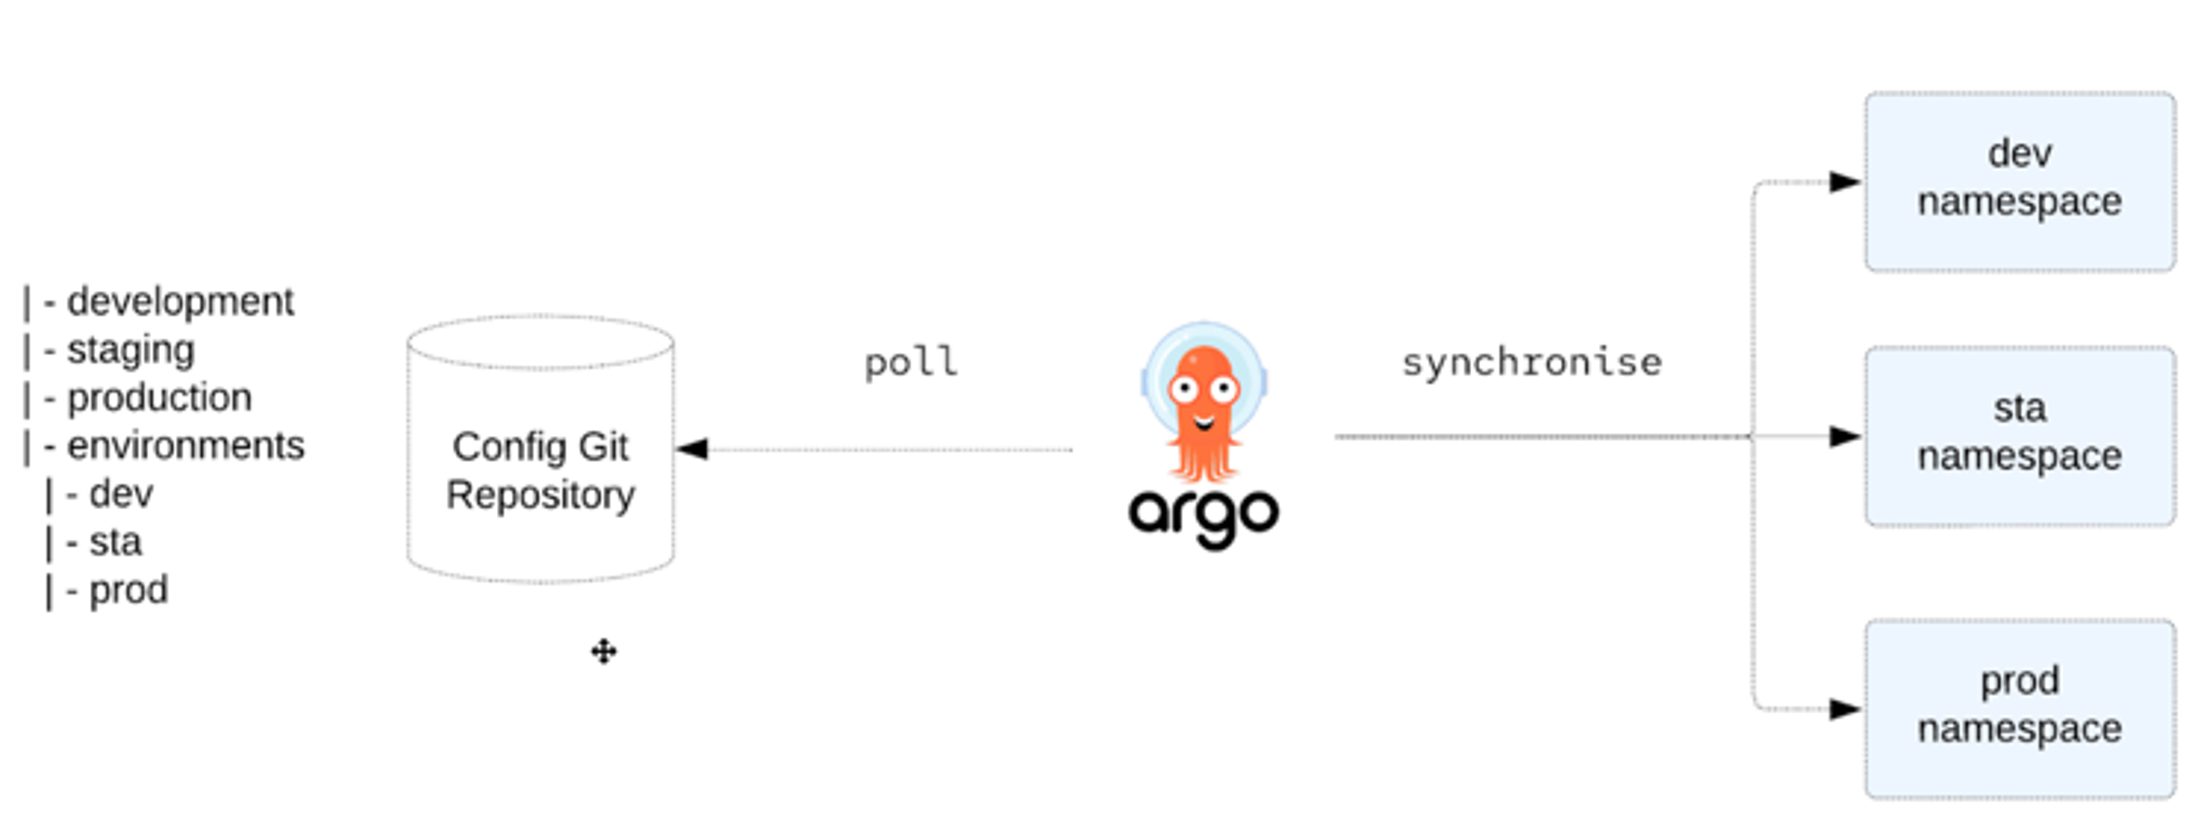 | - development
| - staging
| - production
| - environments
| - dev
| - sta
| - prod
Config Git
Repository
poll
argo
synchronise
dev
namespace
sta
namespace
prod
namespace